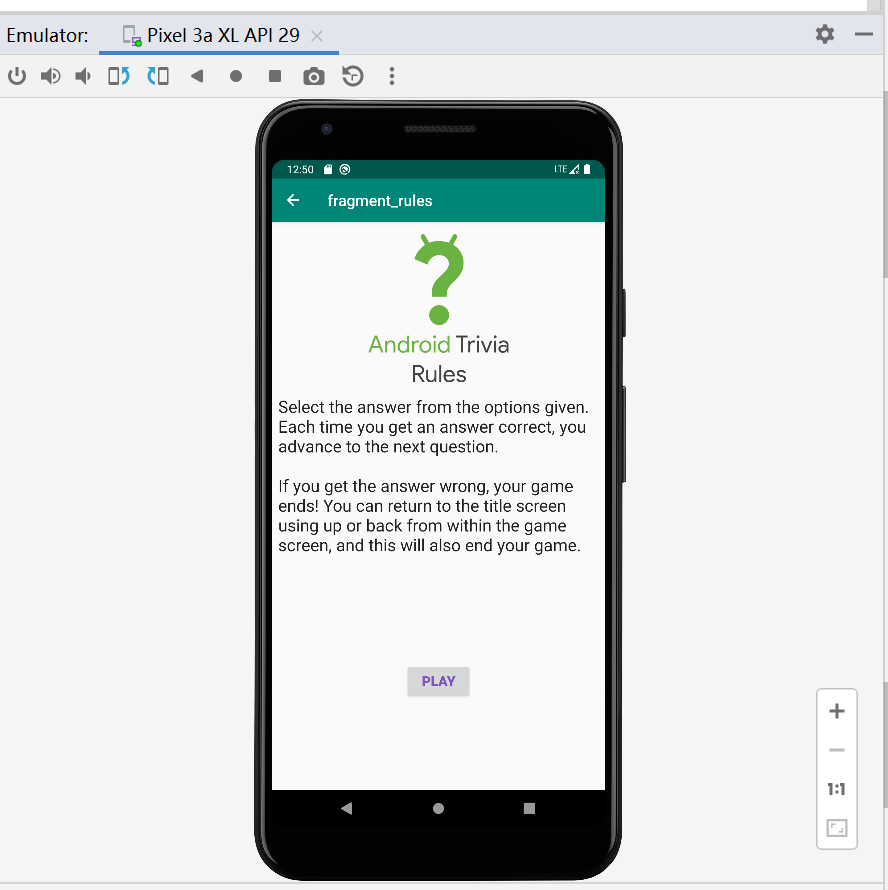 Emulator: Pixel 3a XL API 29
12:50 LTE
fragment_rules
Android Trivia
Rules
Select the answer from the options given.
Each time you get an answer correct, you
advance to the next question.
If you get the answer wrong, your game
ends! You can return to the title screen
using up or back from within the game
screen, and this will also end your game.
PLAY
1:1